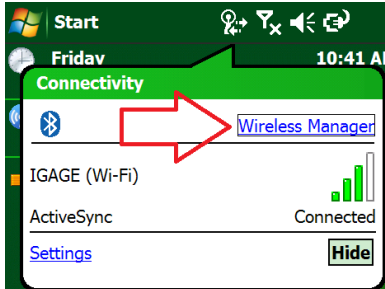 Start
Friday 10:41 A
Connectivity
Wireless Manager
IGAGE (Wi-Fi)
ActiveSync Connected
Settings Hide